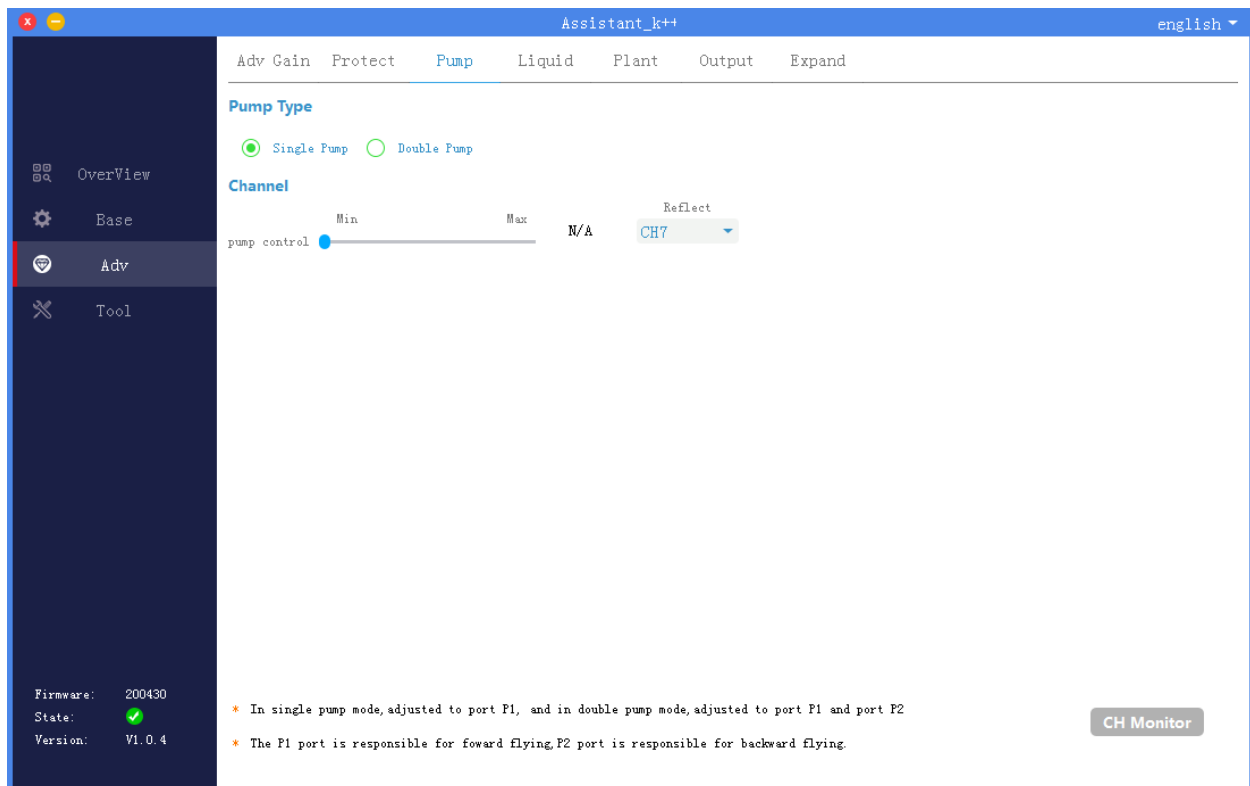 x Assistant_k++ english
Adv Gain Protect Pump Liquid Plant Output Expand
Pump Type
Single Pump Double Pump
OverView
Channel
Base
Min Max Reflect
pump control N/A CH7
Adv
Tool
Firmware: 200430
State:
Version: V1.0.4
* In single pump mode, adjusted to port P1, and in double pump mode, adjusted to port P1 and port P2
* The P1 port is responsible for foward flying, P2 port is responsible for backward flying.
CH Monitor